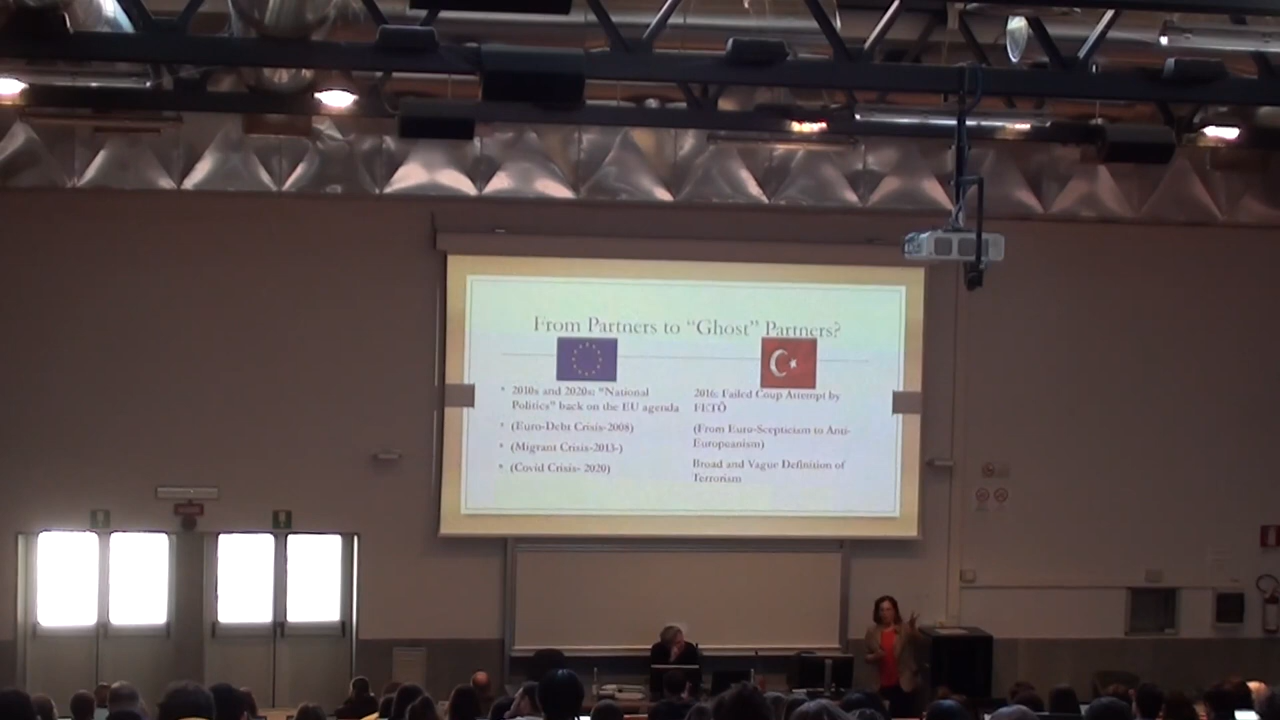 From Partners to “Ghost” Partners?
2010s and 2020s: “National
Politics” back on the EU agenda
(Euro-Debt Crisis-2008)
(Migrant Crisis-2013-)
(Covid Crisis- 2020)
2016: Failed Coup Attempt by
FETÖ
(From Euro-Scepticism to Anti-
Europeanism)
Broad and Vague Definition of
Terrorism